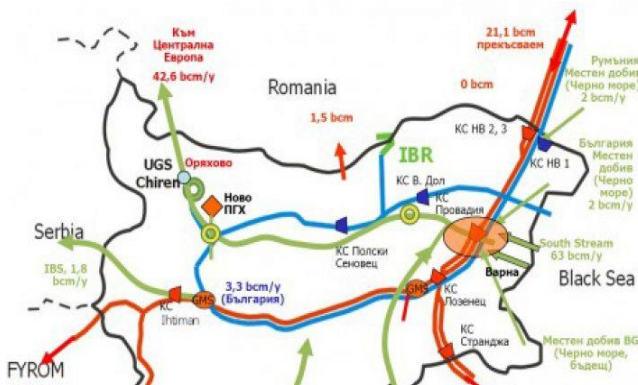 Към
Централна
Европа
42,6 bcm/y
21,1 bcm
прекъсваем
Romania
0 bcm
Румъния
Местен добив
(Черно море)
2 bcm/y
1,5 bcm
КС НВ 2, 3
IBR
КС НВ 1
UGS
Chiren
Оряхово
Ново
ПГХ
КС В. Дол
КС
Провадия
България
Местен
добив
(Черно
море)
2 bcm/y
Serbia
IBS, 1,8
bcm/y
КС Полски
Сеновец
South Stream
63 bcm/y
Варна
Black Sea
3,3 bcm/y
(България)
GMS
GMS
КС
Ihtiman
КС
Лозенец
КС
Странджа
Местен добив BG
(Черно море,
бъдещ)
FYROM